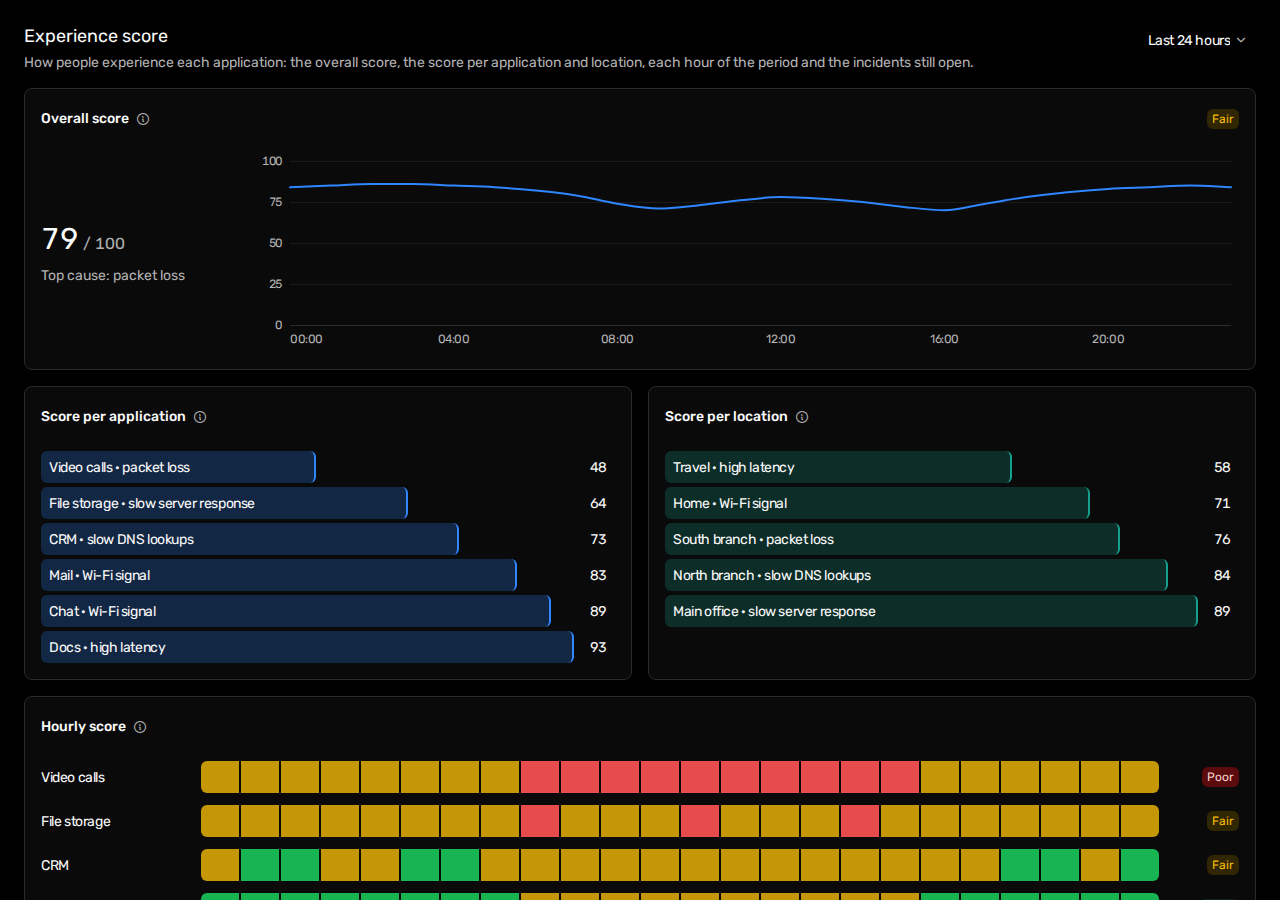 Experience score
Last 24 hours
How people experience each application: the overall score, the score per application and location, each hour of the period and the incidents still open.
Overall score
Fair
100
75
50
25
0
79 / 100
Top cause: packet loss
00:00 04:00 08:00 12:00 16:00 20:00
Score per application
Video calls • packet loss 48
File storage • slow server response 64
CRM • slow DNS lookups 73
Mail • Wi-Fi signal 83
Chat • Wi-Fi signal 89
Docs • high latency 93
Score per location
Travel • high latency 58
Home • Wi-Fi signal 71
South branch • packet loss 76
North branch • slow DNS lookups 84
Main office • slow server response 89
Hourly score
Video calls Poor
File storage Fair
CRM Fair